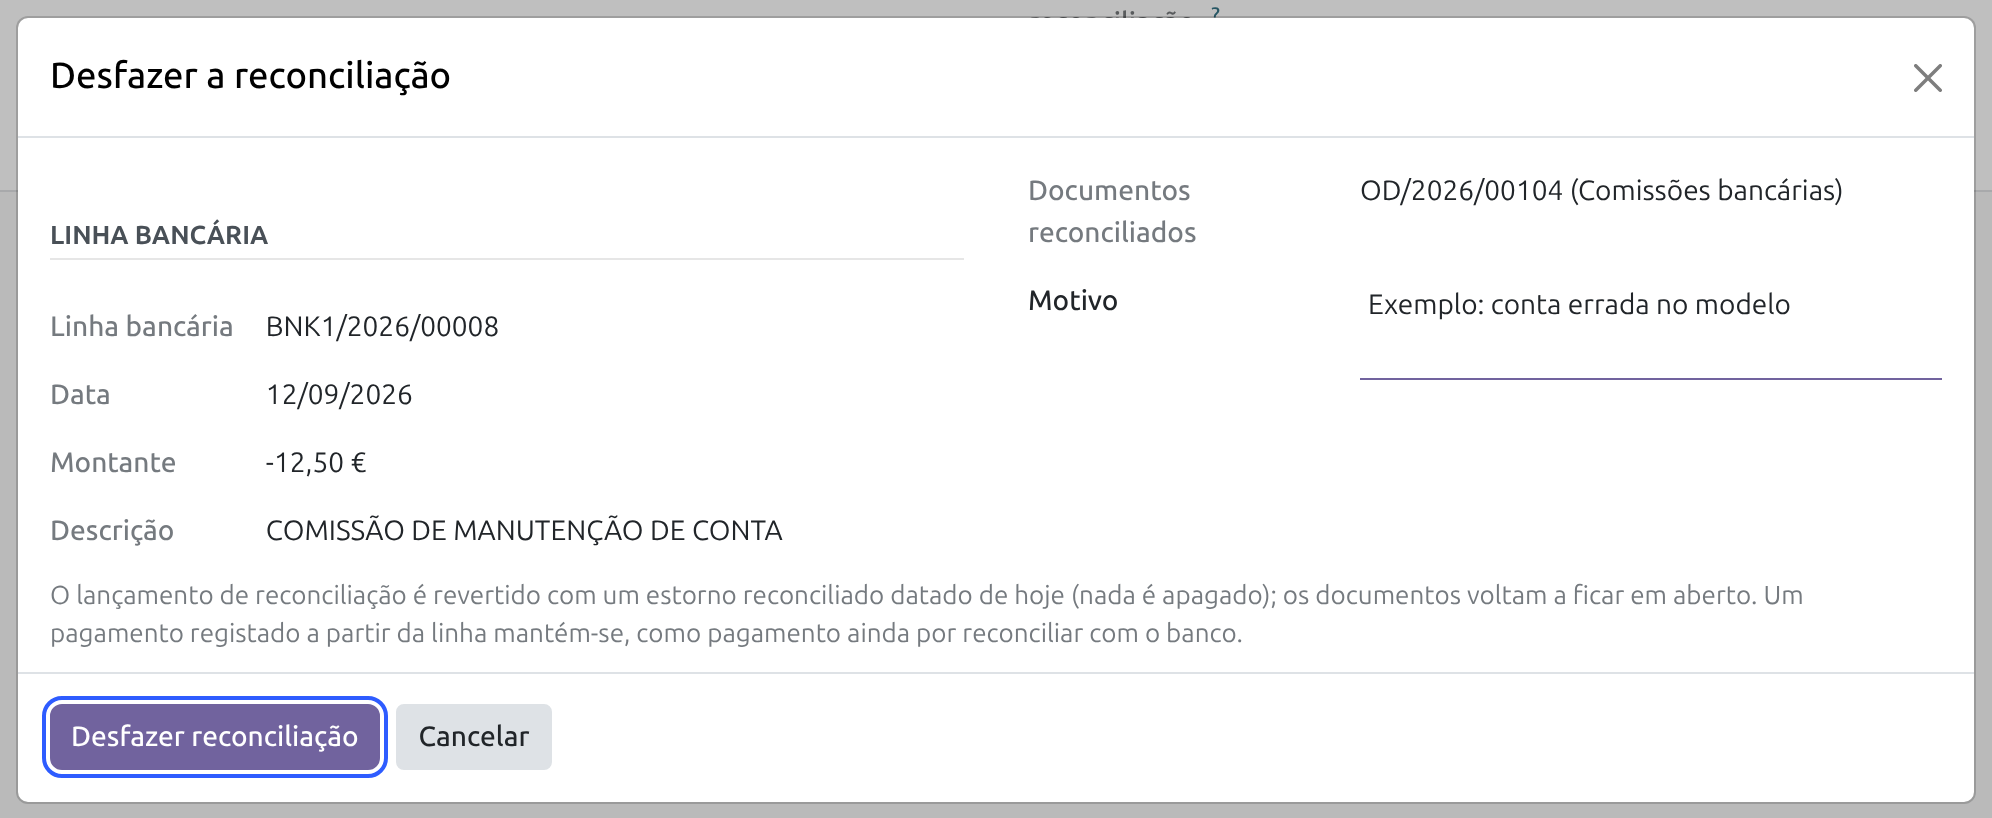 Desfazer a reconciliação
LINHA BANCÁRIA
Linha bancária BNK1/2026/00008
Data 12/09/2026
Montante -12,50 €
Descrição COMISSÃO DE MANUTENÇÃO DE CONTA
Documentos reconciliados OD/2026/00104 (Comissões bancárias)
Motivo Exemplo: conta errada no modelo
O lançamento de reconciliação é revertido com um estorno reconciliado datado de hoje (nada é apagado); os documentos voltam a ficar em aberto. Um
pagamento registado a partir da linha mantém-se, como pagamento ainda por reconciliar com o banco.
Desfazer reconciliação Cancelar